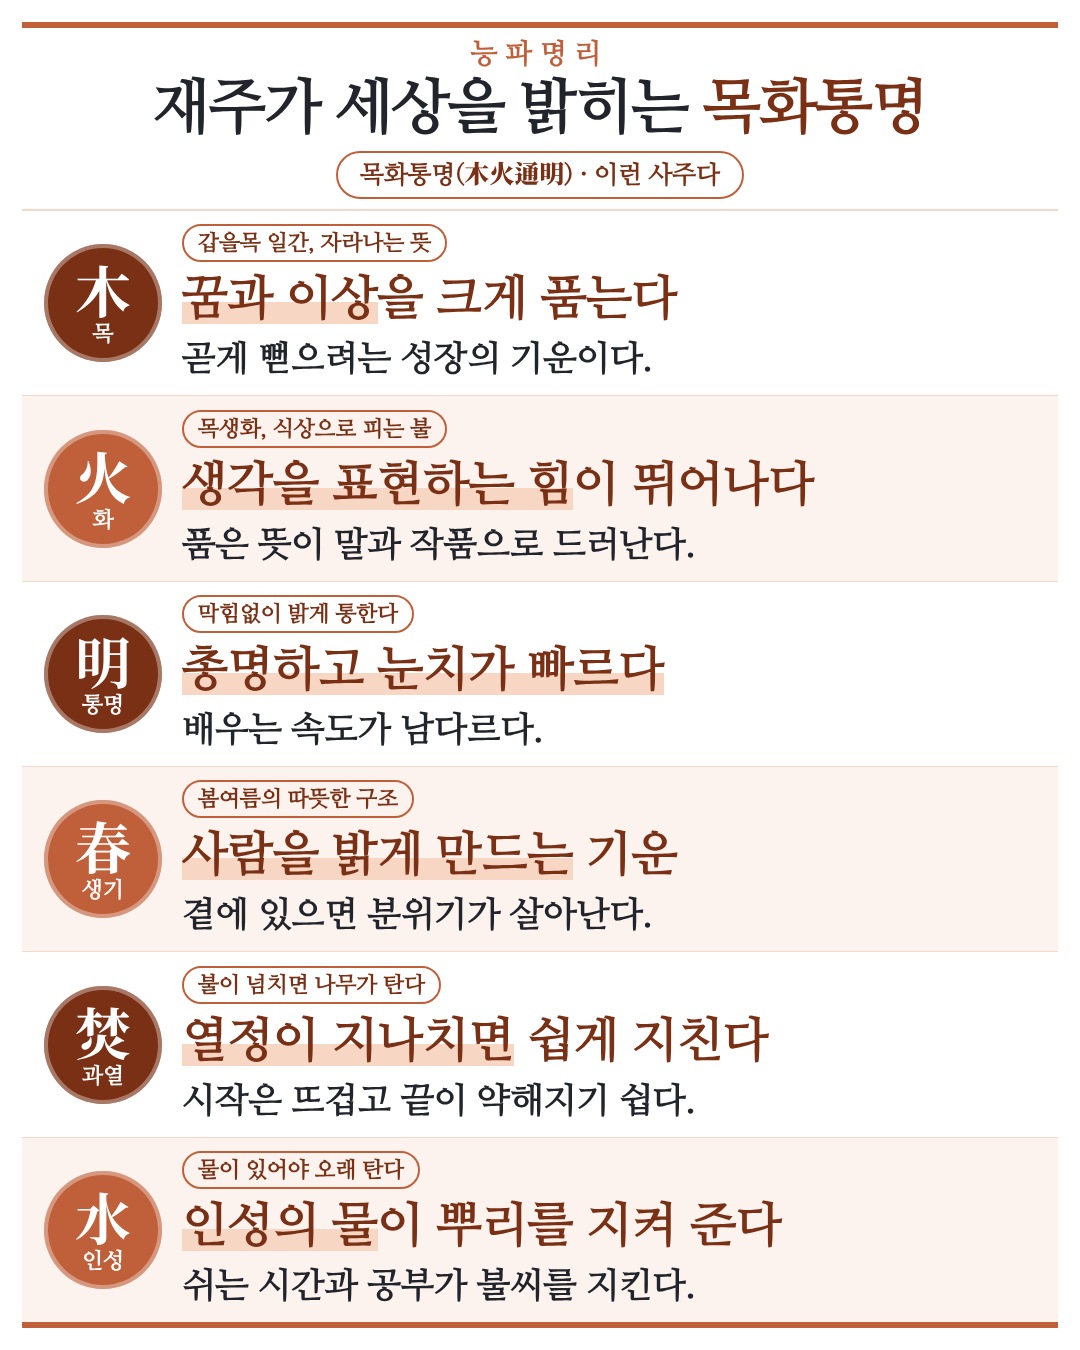 능파명리
재주가 세상을 밝히는 목화통명
목화통명(木火通明) · 이런 사주다
갑을목 일간, 자라나는 뜻
木
목
꿈과 이상을 크게 품는다
곧게 뻗으려는 성장의 기운이다.
목생화, 식상으로 피는 불
火
화
생각을 표현하는 힘이 뛰어나다
품은 뜻이 말과 작품으로 드러난다.
막힘없이 밝게 통한다
明
통명
총명하고 눈치가 빠르다
배우는 속도가 남다르다.
봄여름의 따뜻한 구조
春
생기
사람을 밝게 만드는 기운
곁에 있으면 분위기가 살아난다.
불이 넘치면 나무가 탄다
焚
과열
열정이 지나치면 쉽게 지친다
시작은 뜨겁고 끝이 약해지기 쉽다.
물이 있어야 오래 탄다
水
인성
인성의 물이 뿌리를 지켜 준다
쉬는 시간과 공부가 불씨를 지킨다.